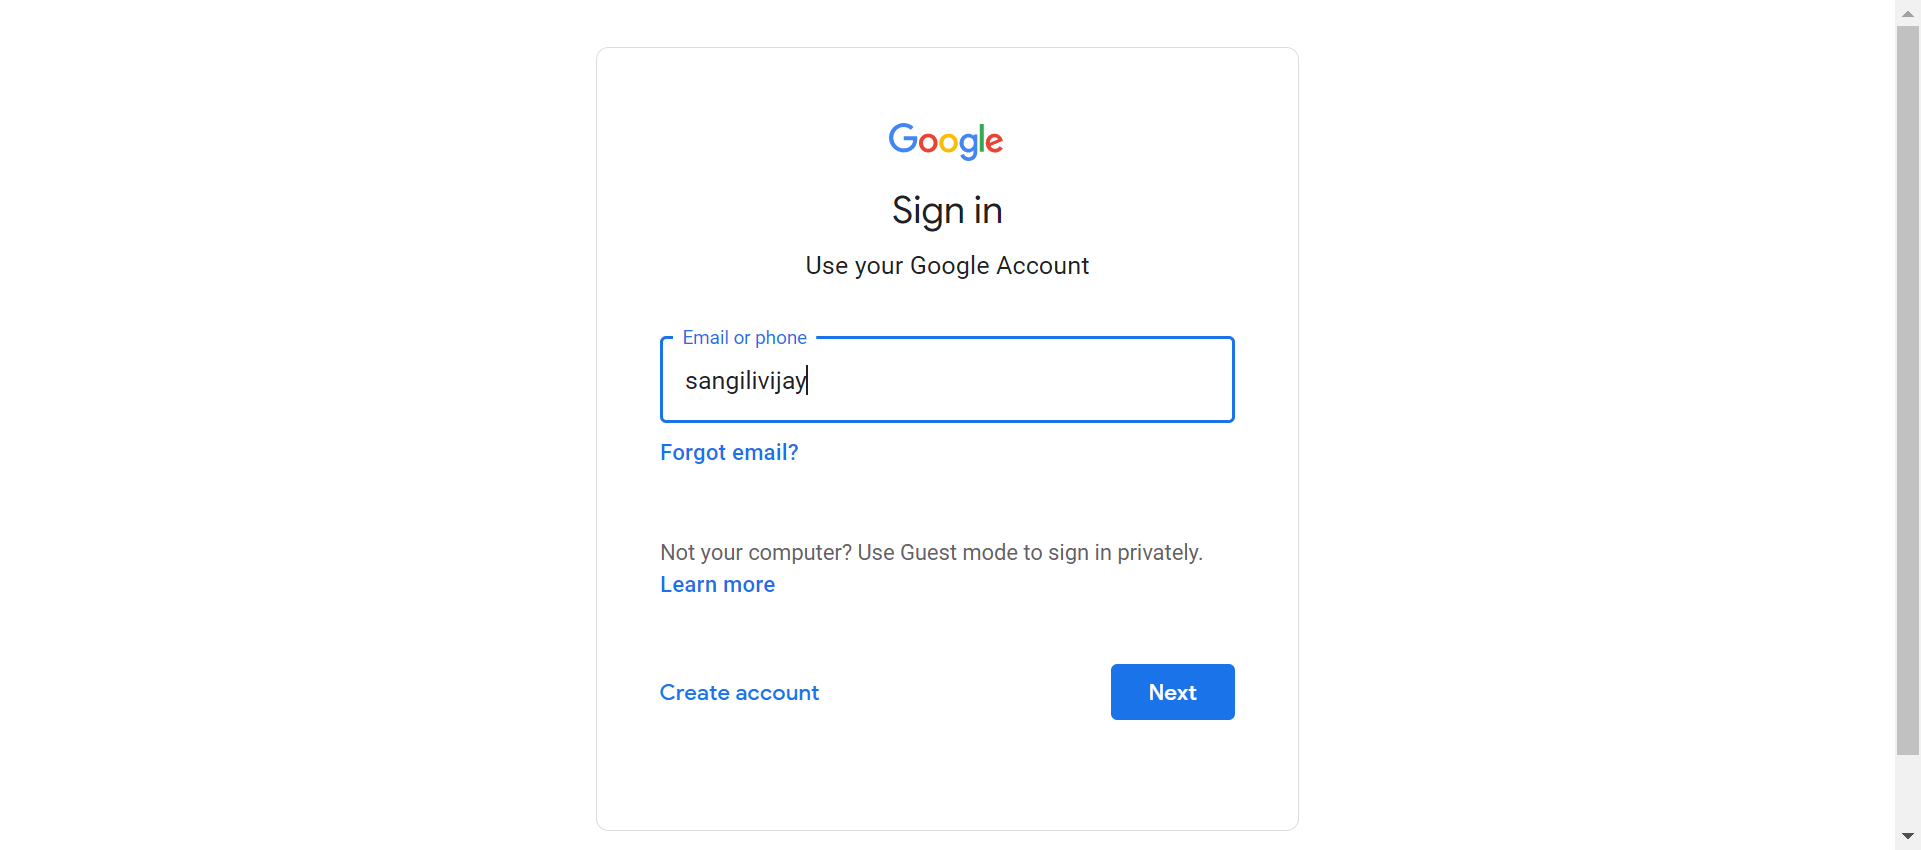 Google
Sign in
Use your Google Account
Email or phone
sangilivijay
Forgot email?
Not your computer? Use Guest mode to sign in privately.
Learn more
Create account
Next